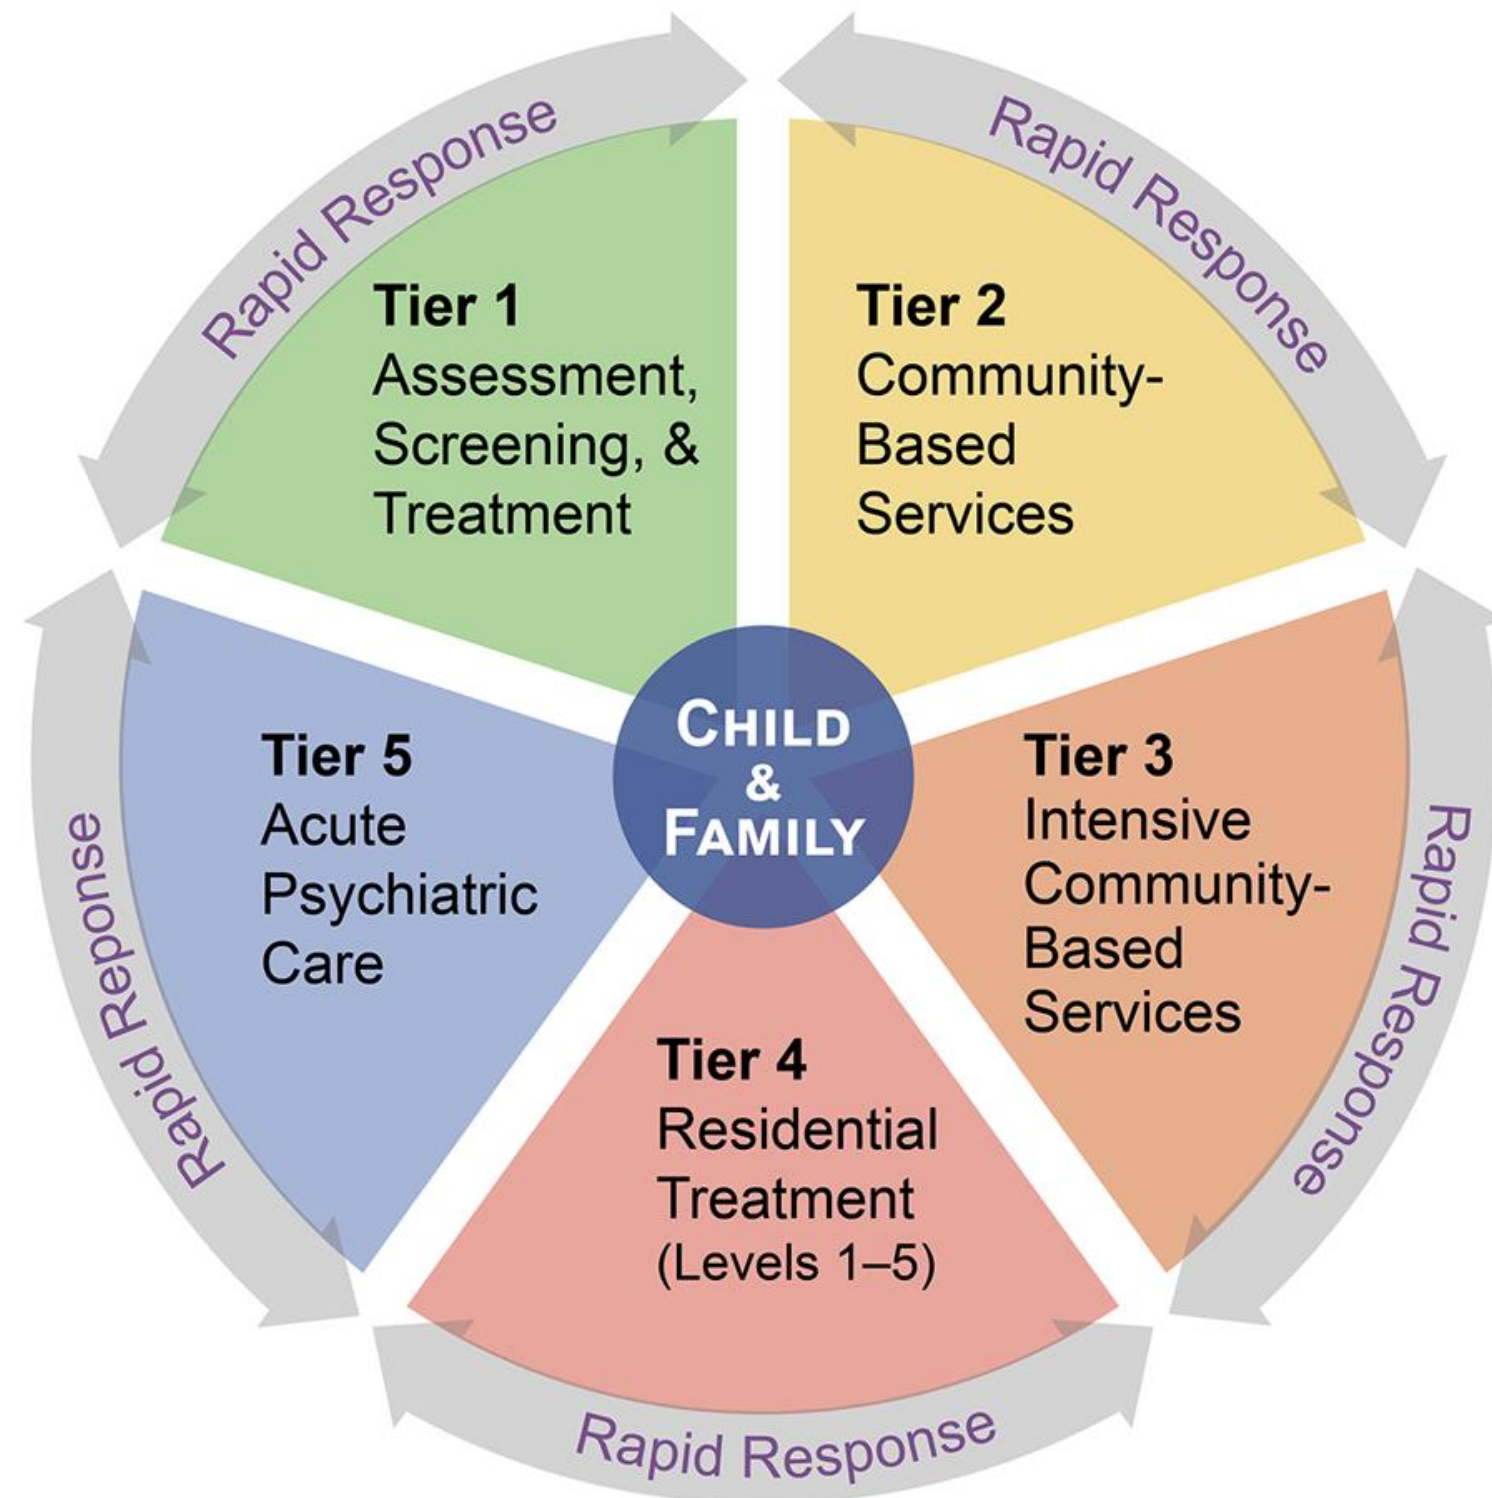 Rapid Response
Rapid Response
Tier 1
Assessment,
Screening, &
Treatment
Tier 2
Community-
Based
Services
CHILD
&
FAMILY
Tier 5
Acute
Psychiatric
Care
Tier 3
Intensive
Community-
Based
Services
Rapid Response
Rapid Response
Tier 4
Residential
Treatment
(Levels 1–5)
Rapid Response